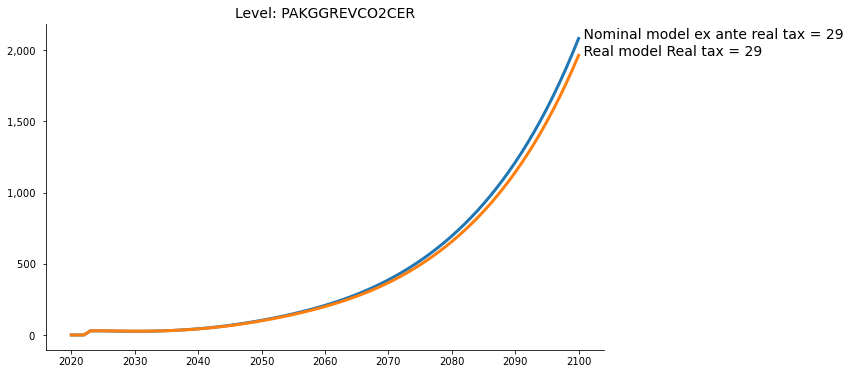 Level: PAKGGREVCO2CER
Nominal model ex ante real tax = 29
Real model Real tax = 29
2,000
1,500
1,000
500
0
2020 2030 2040 2050 2060 2070 2080 2090 2100